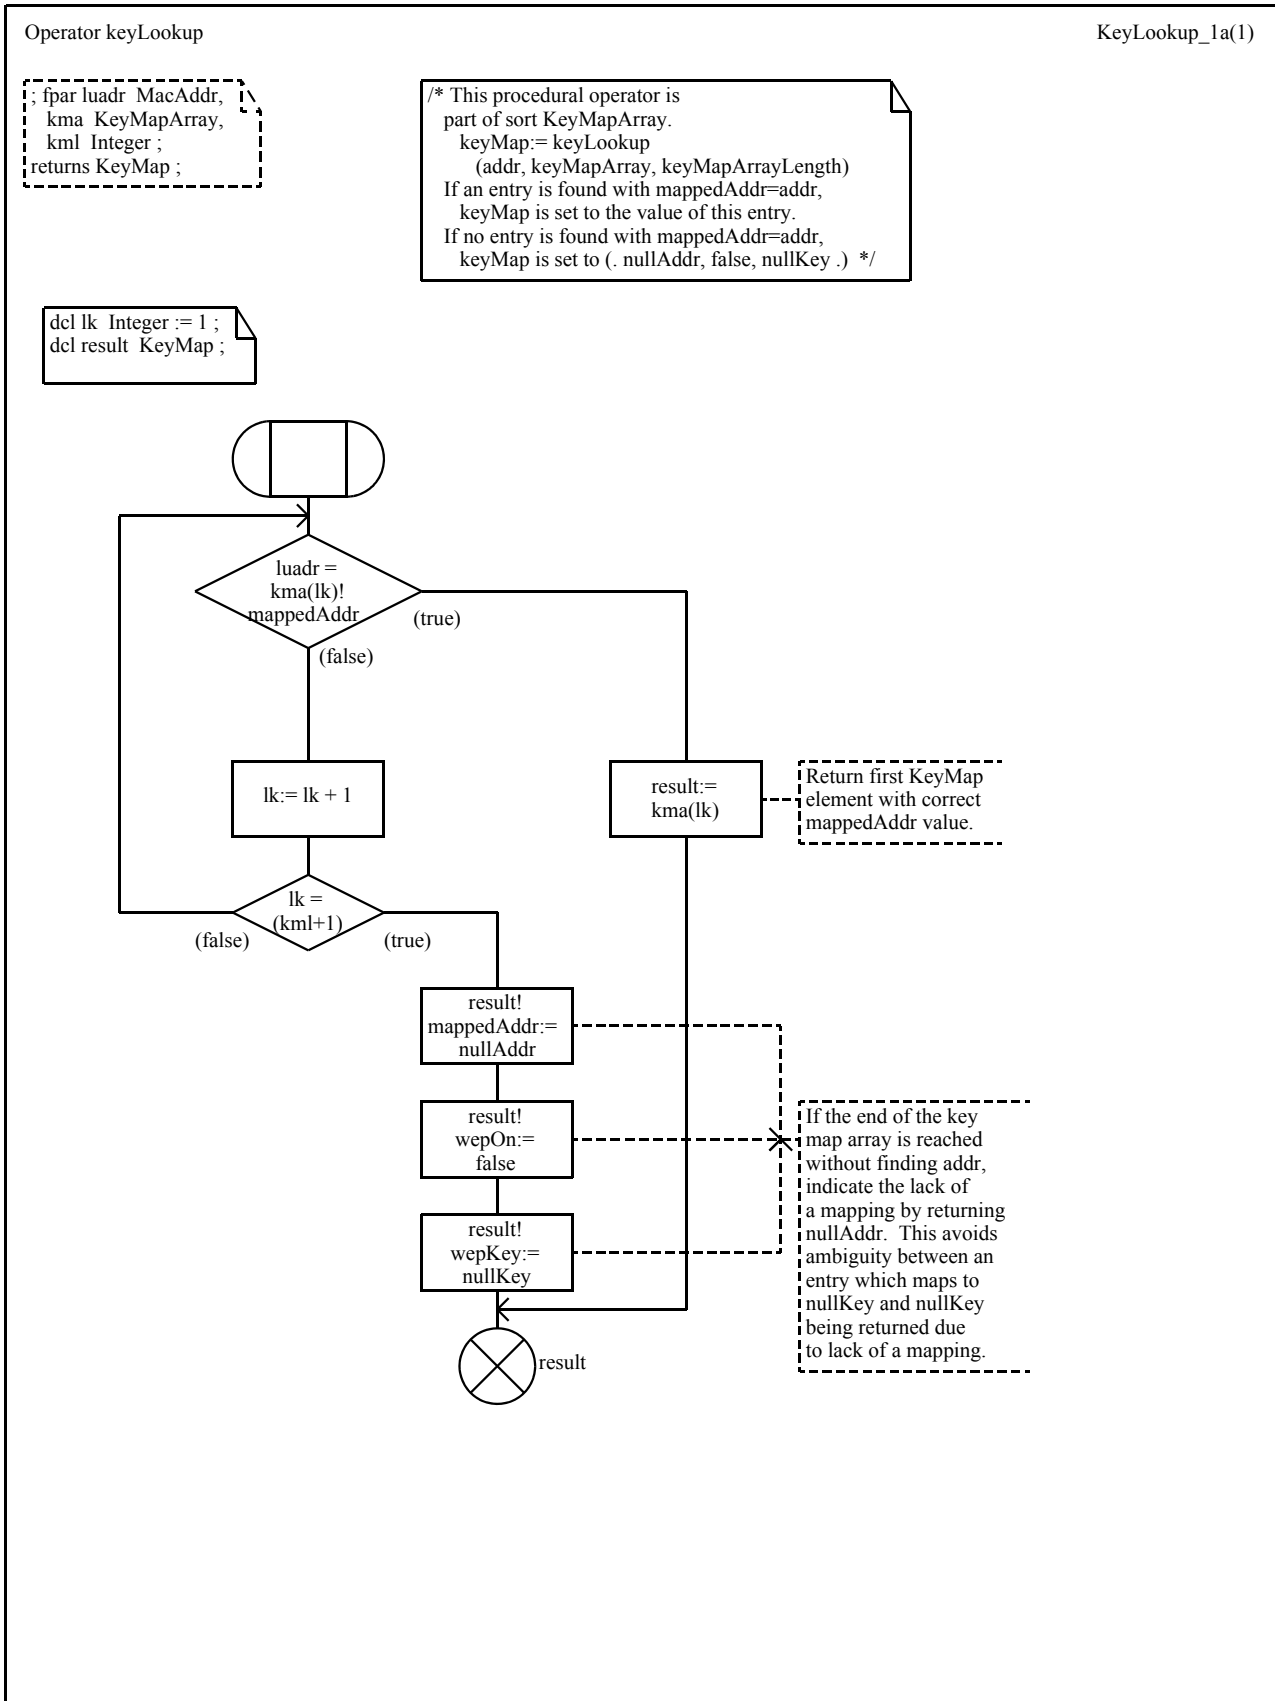 Operator keyLookup
KeyLookup_1a(1)
; fpar luadr MacAddr,
kma KeyMapArray,
kml Integer ;
returns KeyMap ;
/* This procedural operator is
part of sort KeyMapArray.
keyMap:= keyLookup
(addr, keyMapArray, keyMapArrayLength)
If an entry is found with mappedAddr=addr,
keyMap is set to the value of this entry.
If no entry is found with mappedAddr=addr,
keyMap is set to (. nullAddr, false, nullKey .) */
dcl lk Integer := 1 ;
dcl result KeyMap ;
luadr =
kma(lk)!
mappedAddr
(true)
(false)
lk:= lk + 1
result:=
kma(lk)
Return first KeyMap
element with correct
mappedAddr value.
lk =
(kml+1)
(false)
(true)
result!
mappedAddr:=
nullAddr
result!
wepOn:=
false
result!
wepKey:=
nullKey
If the end of the key
map array is reached
without finding addr,
indicate the lack of
a mapping by returning
nullAddr. This avoids
ambiguity between an
entry which maps to
nullKey and nullKey
being returned due
to lack of a mapping.
result